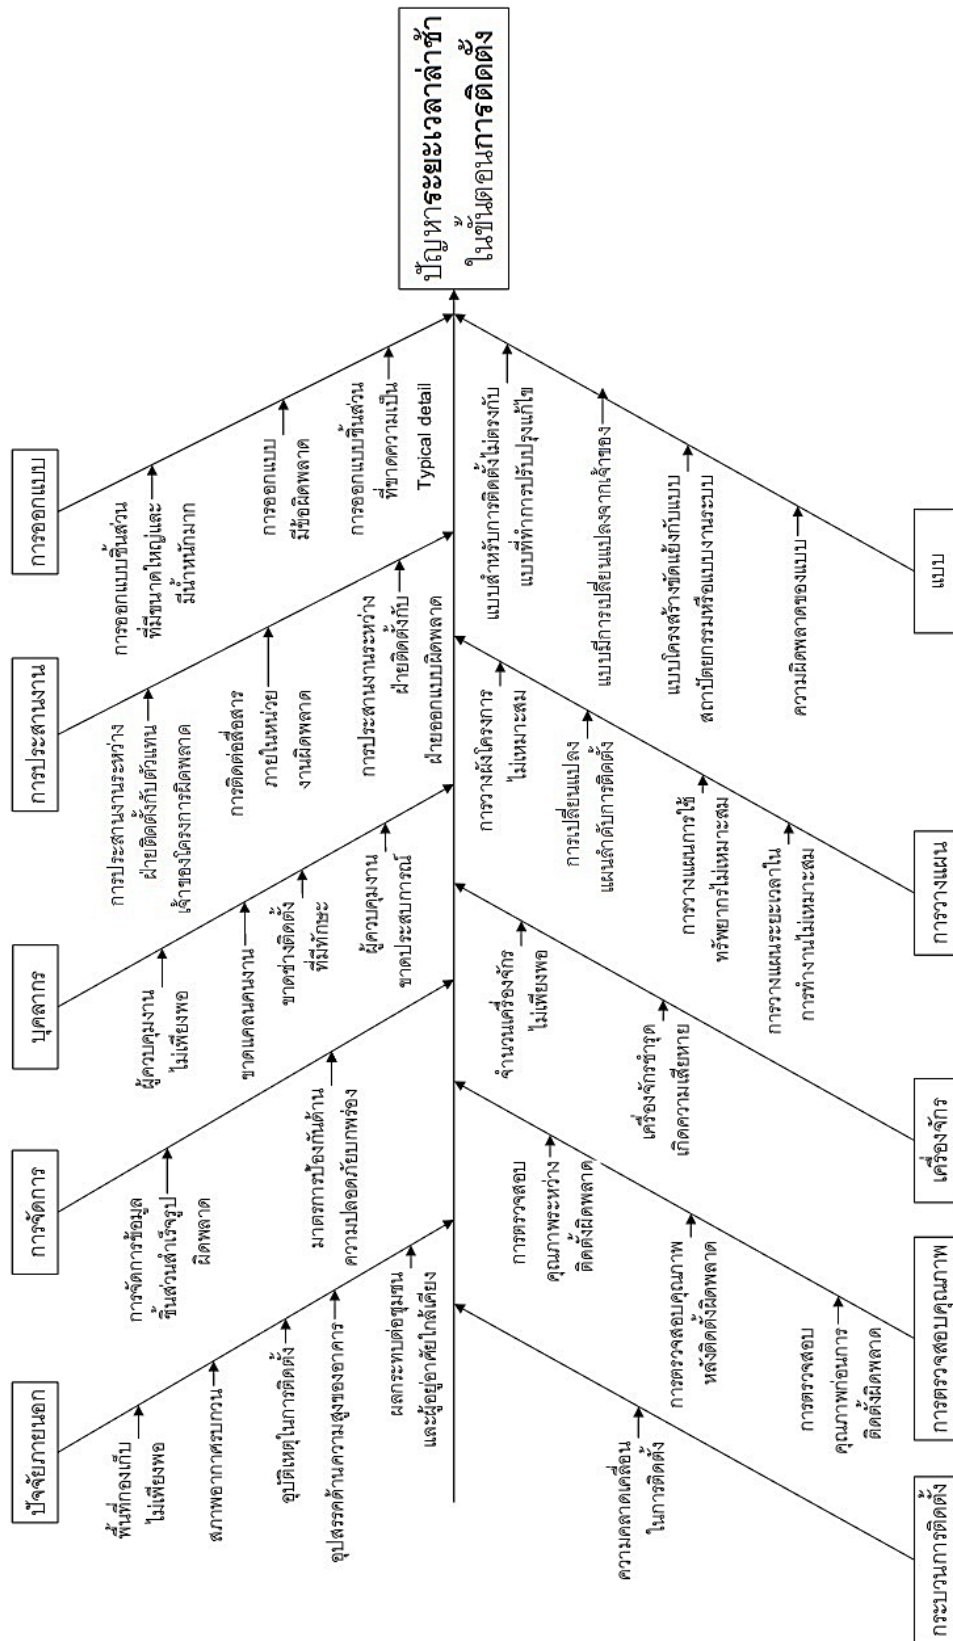 ปัญหาระยะเวลาล่าช้า
ในขั้นตอนการติดตั้ง
ปัจจัยภายนอก
พื้นที่กองเก็บ
ไม่เพียงพอ
สภาพอากาศรบกวน
อุบัติเหตุในการติดตั้ง
อุปสรรคด้านความสูงของอาคาร
ผลกระทบต่อชุมชน
และผู้อยู่อาศัยใกล้เคียง
การจัดการ
การจัดการข้อมูล
ชิ้นส่วนสำเร็จรูป
ผิดพลาด
มาตรการป้องกันด้าน
ความปลอดภัยบกพร่อง
บุคลากร
ผู้ควบคุมงาน
ไม่เพียงพอ
ขาดแคลนคนงาน
ขาดช่างติดตั้ง
ที่มีทักษะ
ผู้ควบคุมงาน
ขาดประสบการณ์
การประสานงาน
การประสานงานระหว่าง
ฝ่ายติดตั้งกับตัวแทน
เจ้าของโครงการผิดพลาด
การติดต่อสื่อสาร
ภายในหน่วย
งานผิดพลาด
การประสานงานระหว่าง
ฝ่ายติดตั้งกับ
ฝ่ายออกแบบผิดพลาด
การออกแบบ
การออกแบบชิ้นส่วน
ที่มีขนาดใหญ่และ
มีน้ำหนักมาก
การออกแบบ
มีข้อผิดพลาด
การออกแบบชิ้นส่วน
ที่ขาดความเป็น
Typical detail
กระบวนการติดตั้ง
ความคลาดเคลื่อน
ในการติดตั้ง
การตรวจสอบคุณภาพ
การตรวจสอบ
คุณภาพระหว่าง
ติดตั้งผิดพลาด
การตรวจสอบคุณภาพ
หลังติดตั้งผิดพลาด
การตรวจสอบ
คุณภาพก่อนการ
ติดตั้งผิดพลาด
เครื่องจักร
จำนวนเครื่องจักร
ไม่เพียงพอ
เครื่องจักรชำรุด
เกิดความเสียหาย
การวางแผน
การวางผังโครงการ
ไม่เหมาะสม
การเปลี่ยนแปลง
แผนลำดับการติดตั้ง
การวางแผนการใช้
ทรัพยากรไม่เหมาะสม
การวางแผนระยะเวลาใน
การทำงานไม่เหมาะสม
แบบ
แบบสำหรับการติดตั้งไม่ตรงกับ
แบบที่ทำการปรับปรุงแก้ไข
แบบมีการเปลี่ยนแปลงจากเจ้าของ
แบบโครงสร้างขัดแย้งกับแบบ
สถาปัตยกรรมหรือแบบงานระบบ
ความผิดพลาดของแบบ